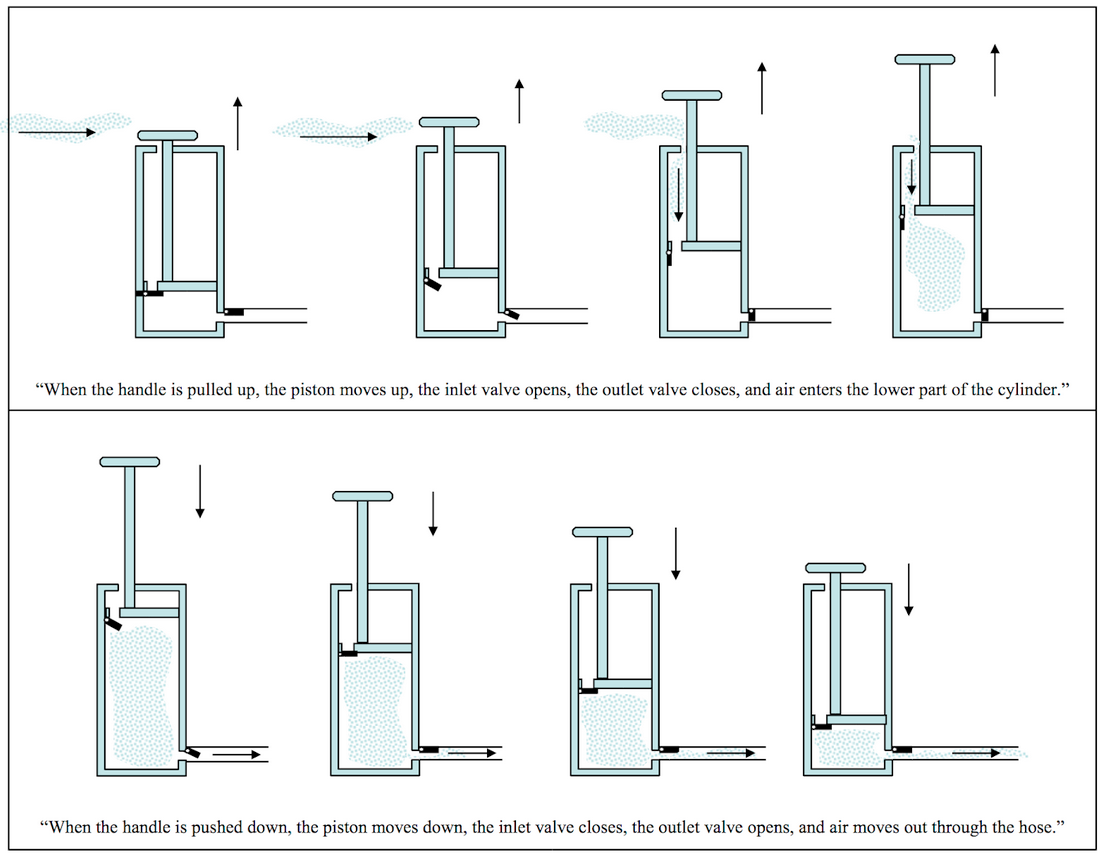 “When the handle is pulled up, the piston moves up, the inlet valve opens, the outlet valve closes, and air enters the lower part of the cylinder.”
“When the handle is pushed down, the piston moves down, the inlet valve closes, the outlet valve opens, and air moves out through the hose.”